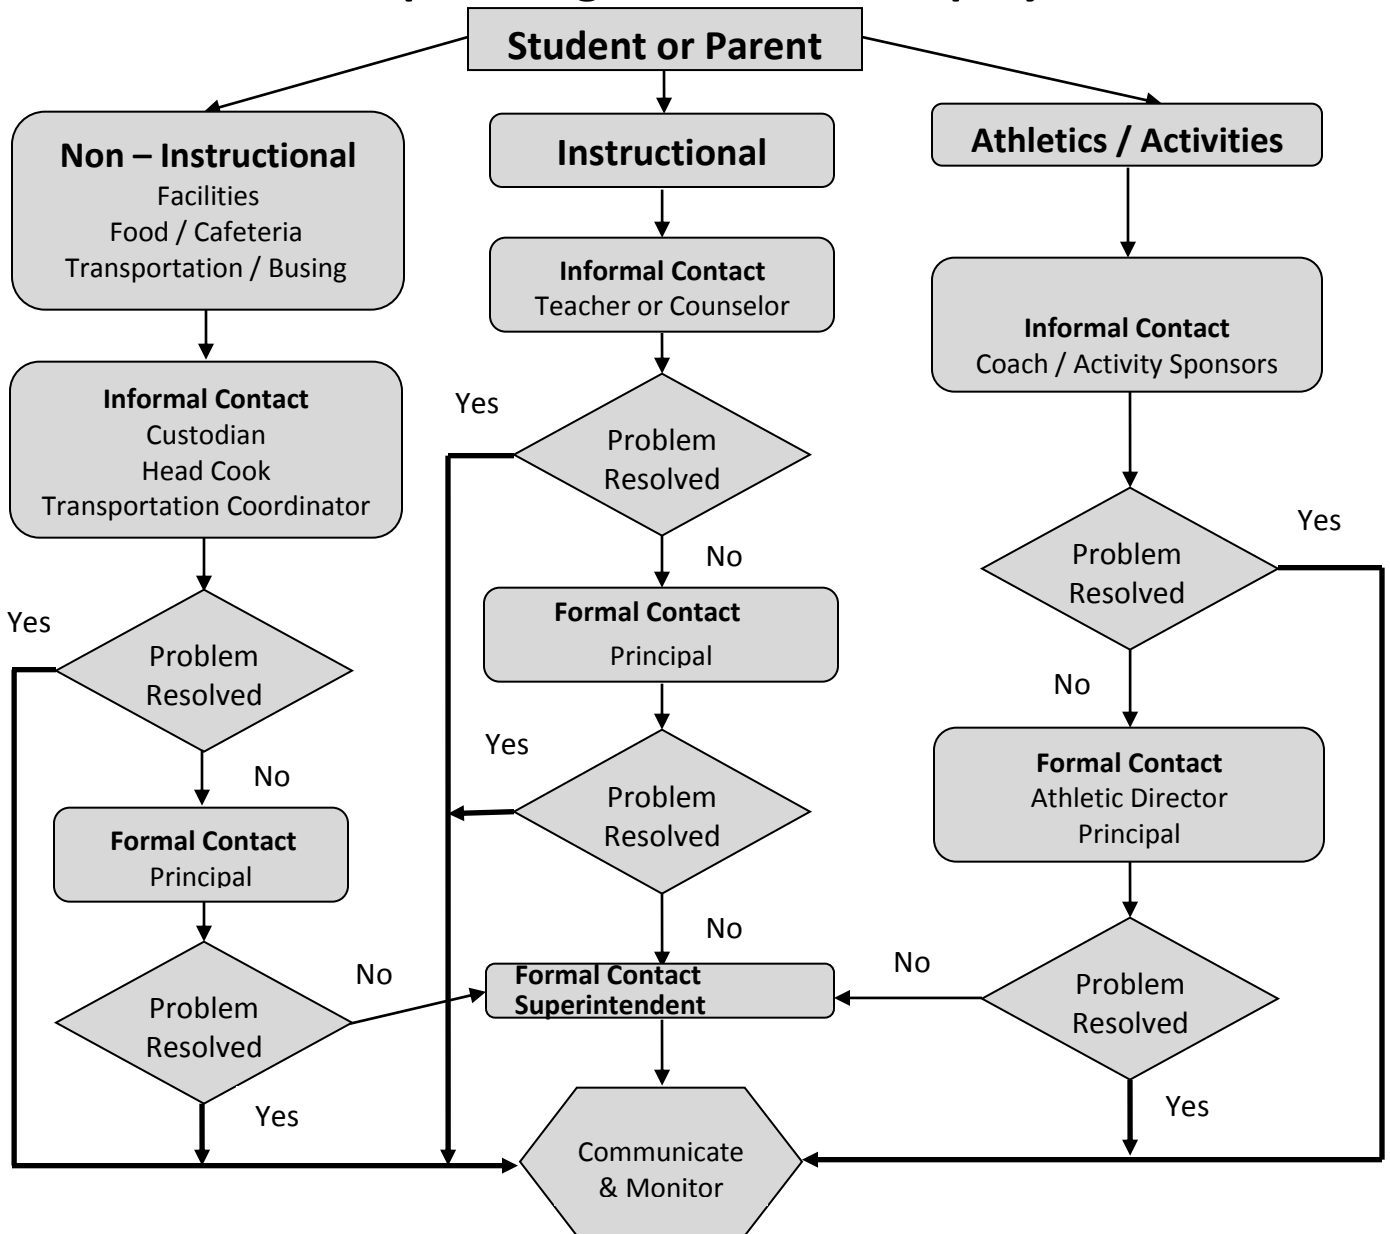 Student or Parent
Non – Instructional
Facilities
Food / Cafeteria
Transportation / Busing
Instructional
Athletics / Activities
Informal Contact
Teacher or Counselor
Informal Contact
Coach / Activity Sponsors
Informal Contact
Custodian
Head Cook
Transportation Coordinator
Yes
Problem
Resolved
No
Yes
Problem
Resolved
No
Formal Contact
Principal
Yes
Problem
Resolved
No
Formal Contact
Principal
Yes
Problem
Resolved
No
Formal Contact
Athletic Director
Principal
Problem
Resolved
No
Yes
No
Formal Contact
Superintendent
No
Problem
Resolved
Yes
Communicate
& Monitor